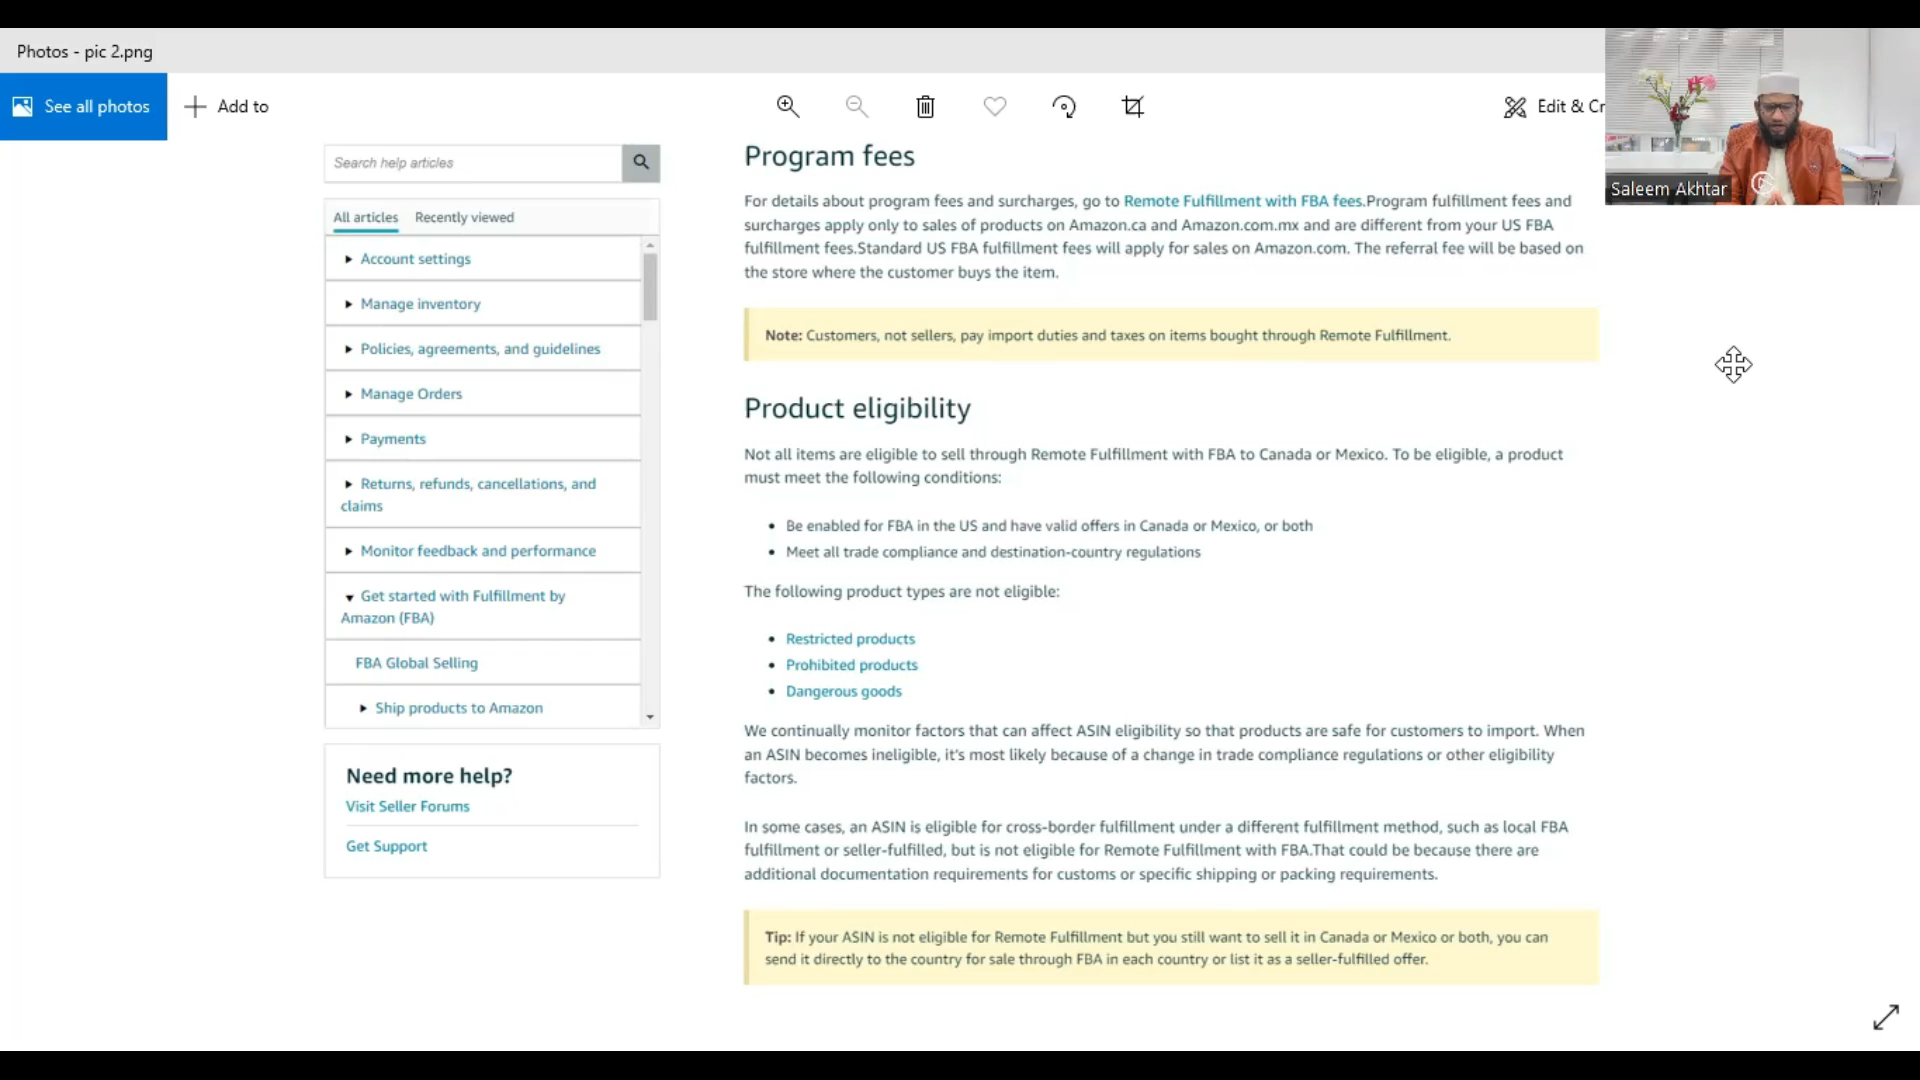 Photos - pic 2.png
See all photos
Add to
Edit & Cr
Saleem Akhtar
Search help articles
All articles
Recently viewed
Account settings
Manage inventory
Policies, agreements, and guidelines
Manage Orders
Payments
Returns, refunds, cancellations, and
claims
Monitor feedback and performance
Get started with Fulfillment by
Amazon (FBA)
FBA Global Selling
Ship products to Amazon
Need more help?
Visit Seller Forums
Get Support
Program fees
For details about program fees and surcharges, go to Remote Fulfillment with FBA fees.Program fulfillment fees and
surcharges apply only to sales of products on Amazon.ca and Amazon.com.mx and are different from your US FBA
fulfillment fees.Standard US FBA fulfillment fees will apply for sales on Amazon.com. The referral fee will be based on
the store where the customer buys the item.
Note: Customers, not sellers, pay import duties and taxes on items bought through Remote Fulfillment.
Product eligibility
Not all items are eligible to sell through Remote Fulfillment with FBA to Canada or Mexico. To be eligible, a product
must meet the following conditions:
• Be enabled for FBA in the US and have valid offers in Canada or Mexico, or both
• Meet all trade compliance and destination-country regulations
The following product types are not eligible:
• Restricted products
• Prohibited products
• Dangerous goods
We continually monitor factors that can affect ASIN eligibility so that products are safe for customers to import. When
an ASIN becomes ineligible, it's most likely because of a change in trade compliance regulations or other eligibility
factors.
In some cases, an ASIN is eligible for cross-border fulfillment under a different fulfillment method, such as local FBA
fulfillment or seller-fulfilled, but is not eligible for Remote Fulfillment with FBA.That could be because there are
additional documentation requirements for customs or specific shipping or packing requirements.
Tip: If your ASIN is not eligible for Remote Fulfillment but you still want to sell it in Canada or Mexico or both, you can
send it directly to the country for sale through FBA in each country or list it as a seller-fulfilled offer.